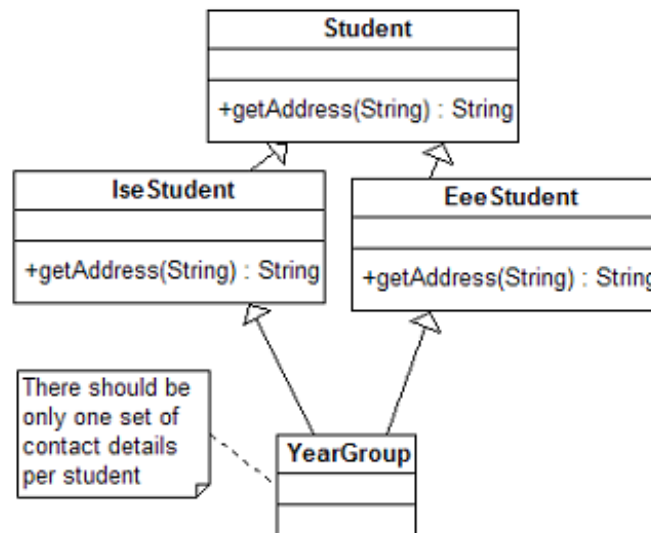 Student
+getAddress(String) : String
IseStudent
+getAddress(String) : String
EeeStudent
+getAddress(String) : String
There should be
only one set of
contact details
per student
YearGroup